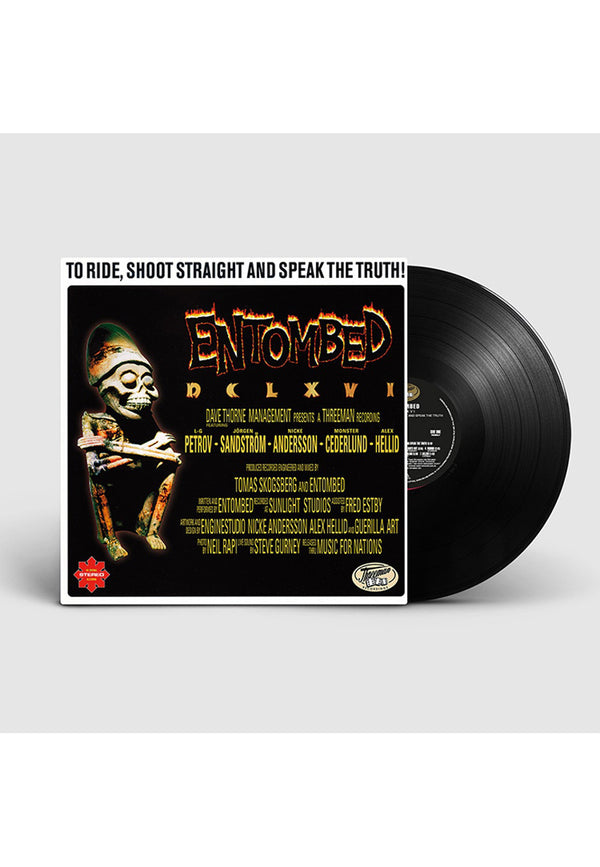 TO RIDE, SHOOT STRAIGHT AND SPEAK THE TRUTH!
ENTOMBED
DCLXVI
DAVE THORNE MANAGEMENT PRESENTS A THREEMAN RECORDING
FEATURING
L-G JÖRGEN NICKE MONSTER ALEX
PETROV - SANDSTRÖM - ANDERSSON - CEDERLUND - HELLID
PRODUCED RECORDED ENGINEERED AND MIXED BY
TOMAS SKOGSBERG AND ENTOMBED
WRITTEN AND PERFORMED BY ENTOMBED RECORDED AT SUNLIGHT STUDIOS ASSISTED BY FRED ESTBY
ARTWORK AND DESIGN BY ENGINESTUDIO NICKE ANDERSSON ALEX HELLID AND GUERILLA ART
PHOTO BY NEIL RAPI LIVE SOUND BY STEVE GURNEY RELEASED THRU MUSIC FOR NATIONS
STEREO
Threeman
RECORDINGS
ENTOMBED